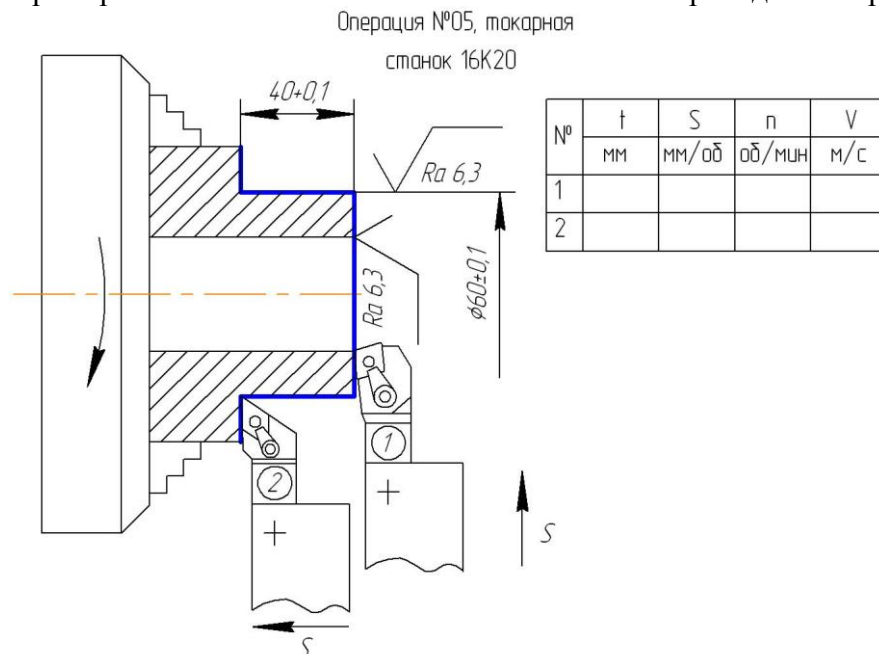 Операция №05, токарная
станок 16К20
40+0,1
Ra 6,3
Ra 6,3
φ60±0,1
№ t S n V
мм мм/об об/мин м/с
1
2
1
2
S
S